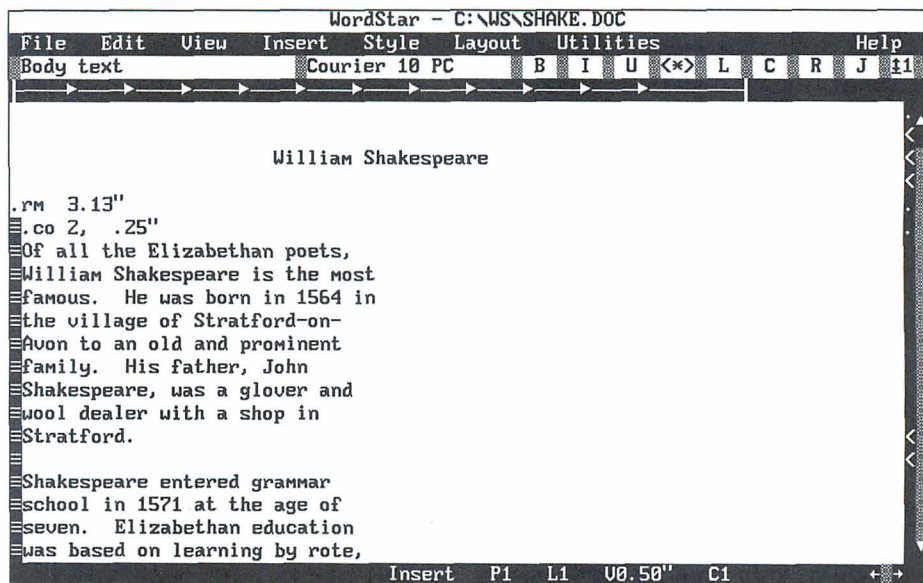 WordStar - C:\WS\SHAKE.DOC
File Edit View Insert Style Layout Utilities Help
Body text Courier 10 PC B I U <*> L C R J ↕1
William Shakespeare
.rm 3.13"
.co 2, .25"
Of all the Elizabethan poets,
William Shakespeare is the most
famous. He was born in 1564 in
the village of Stratford-on-
Avon to an old and prominent
family. His father, John
Shakespeare, was a glover and
wool dealer with a shop in
Stratford.
Shakespeare entered grammar
school in 1571 at the age of
seven. Elizabethan education
was based on learning by rote,
Insert P1 L1 V0.50" C1